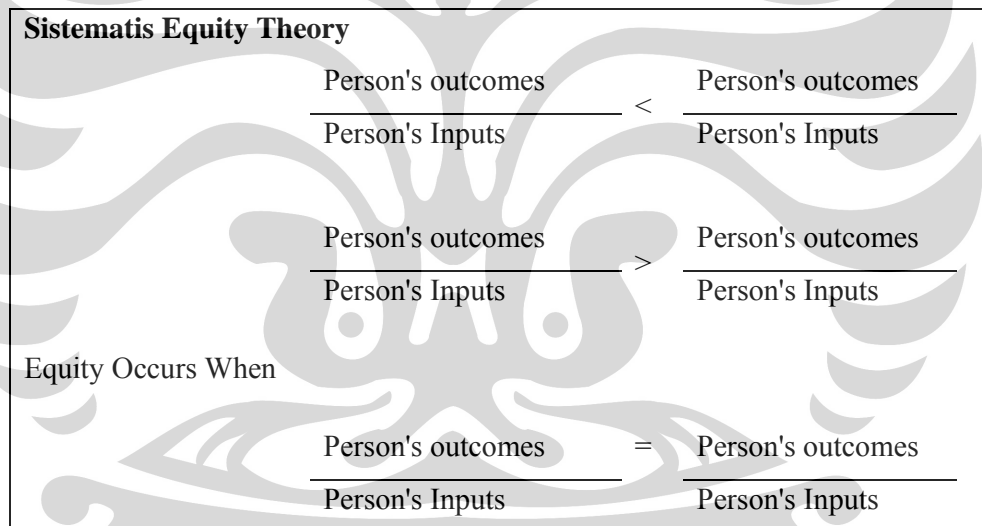 Sistematis Equity Theory
Person's outcomes Person's outcomes
<
Person's Inputs Person's Inputs
Person's outcomes Person's outcomes
>
Person's Inputs Person's Inputs
Equity Occurs When
Person's outcomes = Person's outcomes
Person's Inputs Person's Inputs